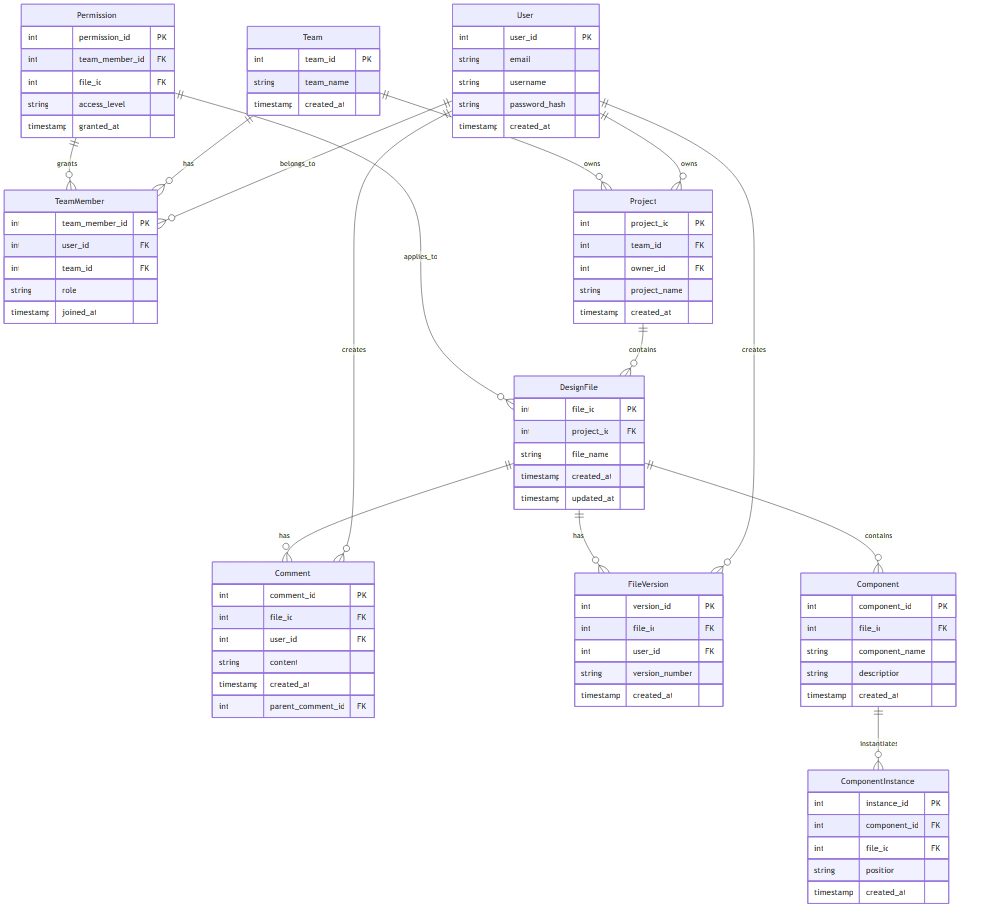 Permission
int permission_id PK
int team_member_id FK
int file_id FK
string access_level
timestamp granted_at
Team
int team_id PK
string team_name
timestamp created_at
User
int user_id PK
string email
string username
string password_hash
timestamp created_at
grants
has
belongs_to
owns
owns
TeamMember
int team_member_id PK
int user_id FK
int team_id FK
string role
timestamp joined_at
Project
int project_id PK
int team_id FK
int owner_id FK
string project_name
timestamp created_at
applies_to
creates
contains
creates
DesignFile
int file_id PK
int project_id FK
string file_name
timestamp created_at
timestamp updated_at
has
has
contains
Comment
int comment_id PK
int file_id FK
int user_id FK
string content
timestamp created_at
int parent_comment_id FK
FileVersion
int version_id PK
int file_id FK
int user_id FK
string version_number
timestamp created_at
Component
int component_id PK
int file_id FK
string component_name
string description
timestamp created_at
instantiates
ComponentInstance
int instance_id PK
int component_id FK
int file_id FK
string position
timestamp created_at